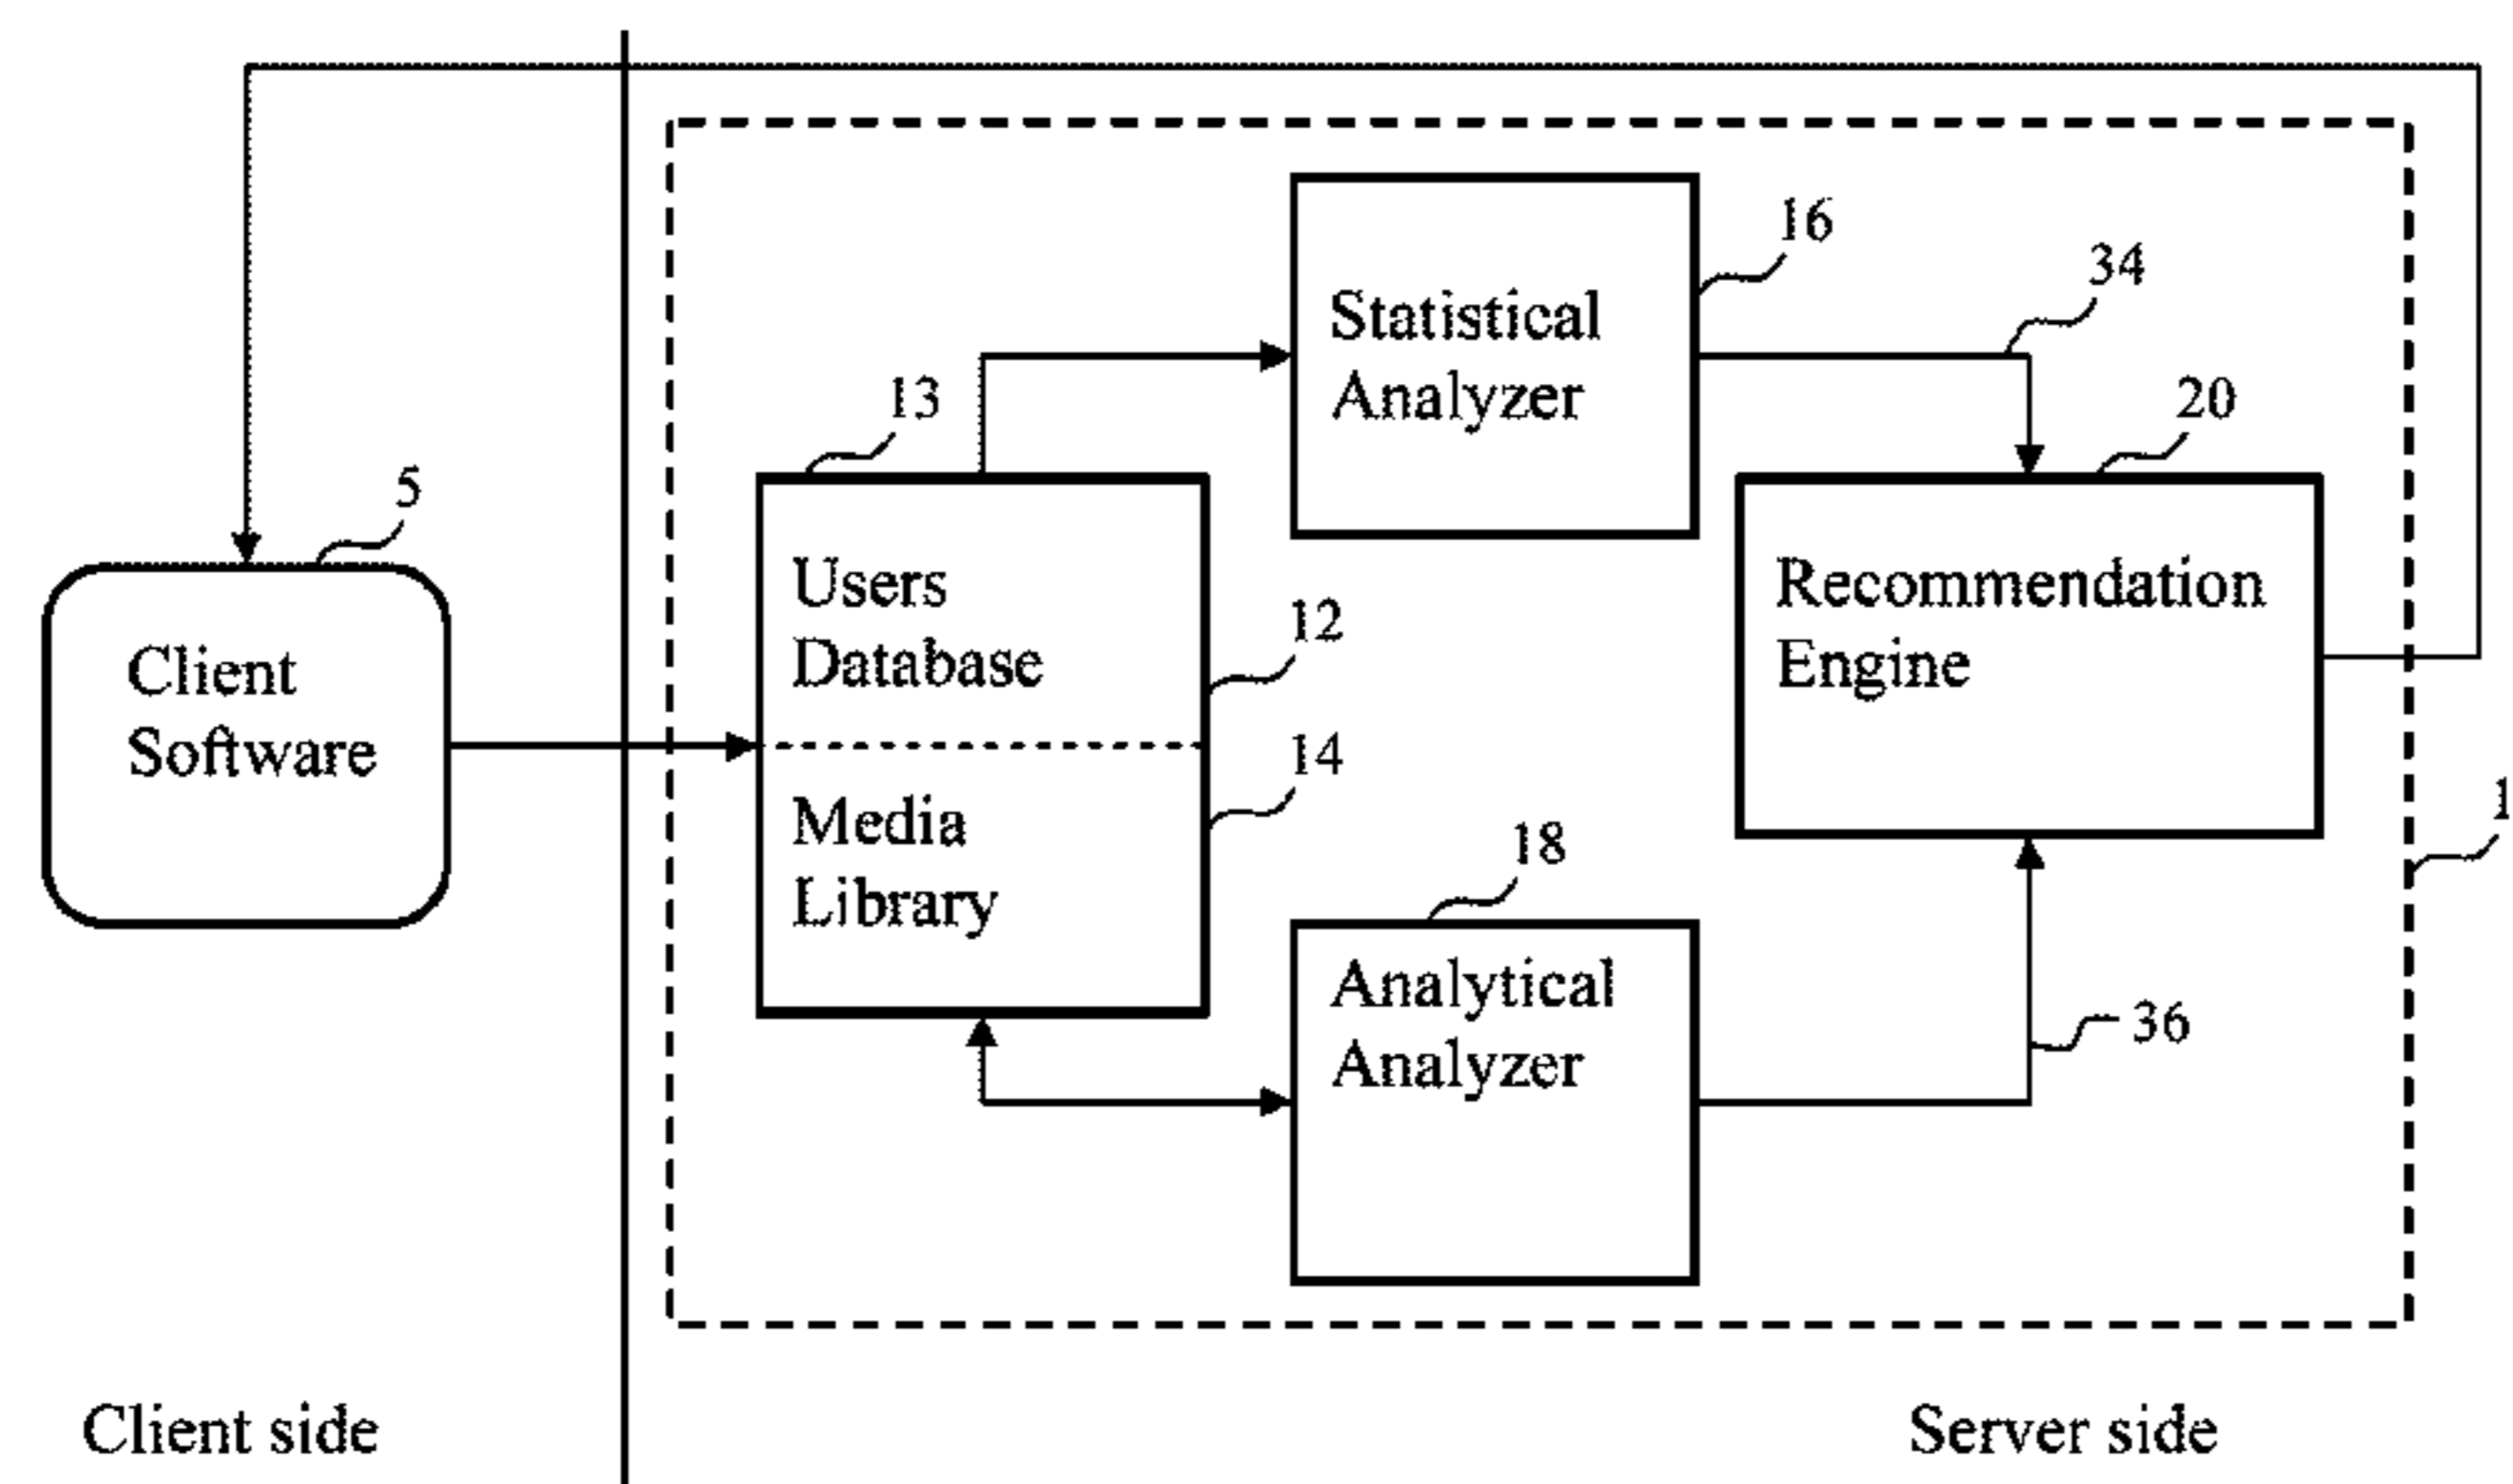 16
34
Statistical
Analyzer
13
20
5
Users
Database
12
Recommendation
Engine
Client
Software
14
1
Media
Library
18
Analytical
Analyzer
36
Client side
Server side